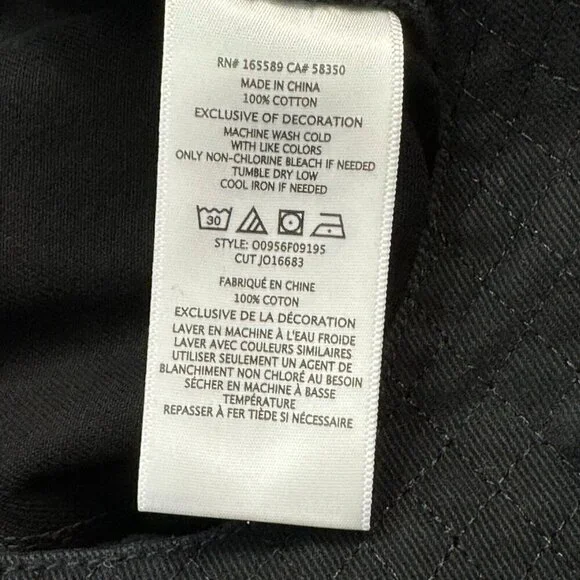 RN# 165589 CA# 58350
MADE IN CHINA
100% COTTON
EXCLUSIVE OF DECORATION
MACHINE WASH COLD
WITH LIKE COLORS
ONLY NON-CHLORINE BLEACH IF NEEDED
TUMBLE DRY LOW
COOL IRON IF NEEDED
30
STYLE: O0956F09195
CUT JO16683
FABRIQUÉ EN CHINE
100% COTON
EXCLUSIVE DE LA DÉCORATION
LAVER EN MACHINE À L'EAU FROIDE
LAVER AVEC COULEURS SIMILAIRES
UTILISER SEULEMENT UN AGENT DE
BLANCHIMENT NON CHLORÉ AU BESOIN
SÉCHER EN MACHINE À BASSE
TEMPÉRATURE
REPASSER À FER TIÈDE SI NÉCESSAIRE